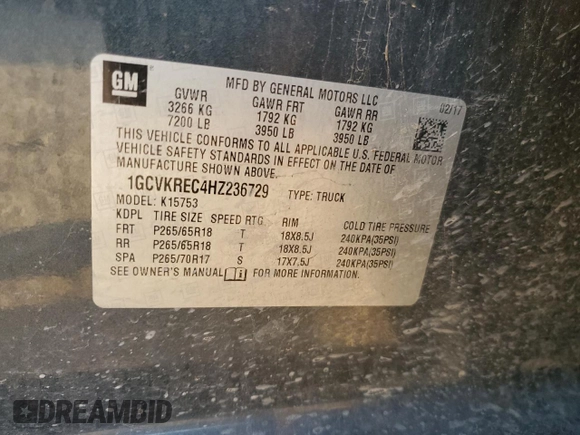 GM
MFD BY GENERAL MOTORS LLC
02/17
GVWR GAWR FRT GAWR RR
3266 KG 1792 KG 1792 KG
7200 LB 3950 LB 3950 LB
THIS VEHICLE CONFORMS TO ALL APPLICABLE U.S. FEDERAL MOTOR
VEHICLE SAFETY STANDARDS IN EFFECT ON THE DATE OF
MANUFACTURE SHOWN ABOVE.
1GCVKREC4HZ236729 TYPE: TRUCK
MODEL: K15753
KDPL TIRE SIZE SPEED RTG RIM COLD TIRE PRESSURE
FRT P265/65R18 T 18X8.5J 240KPA(35PSI)
RR P265/65R18 T 18X8.5J 240KPA(35PSI)
SPA P265/70R17 S 17X7.5J 240KPA(35PSI)
SEE OWNER'S MANUAL FOR MORE INFORMATION.
DREAMDID